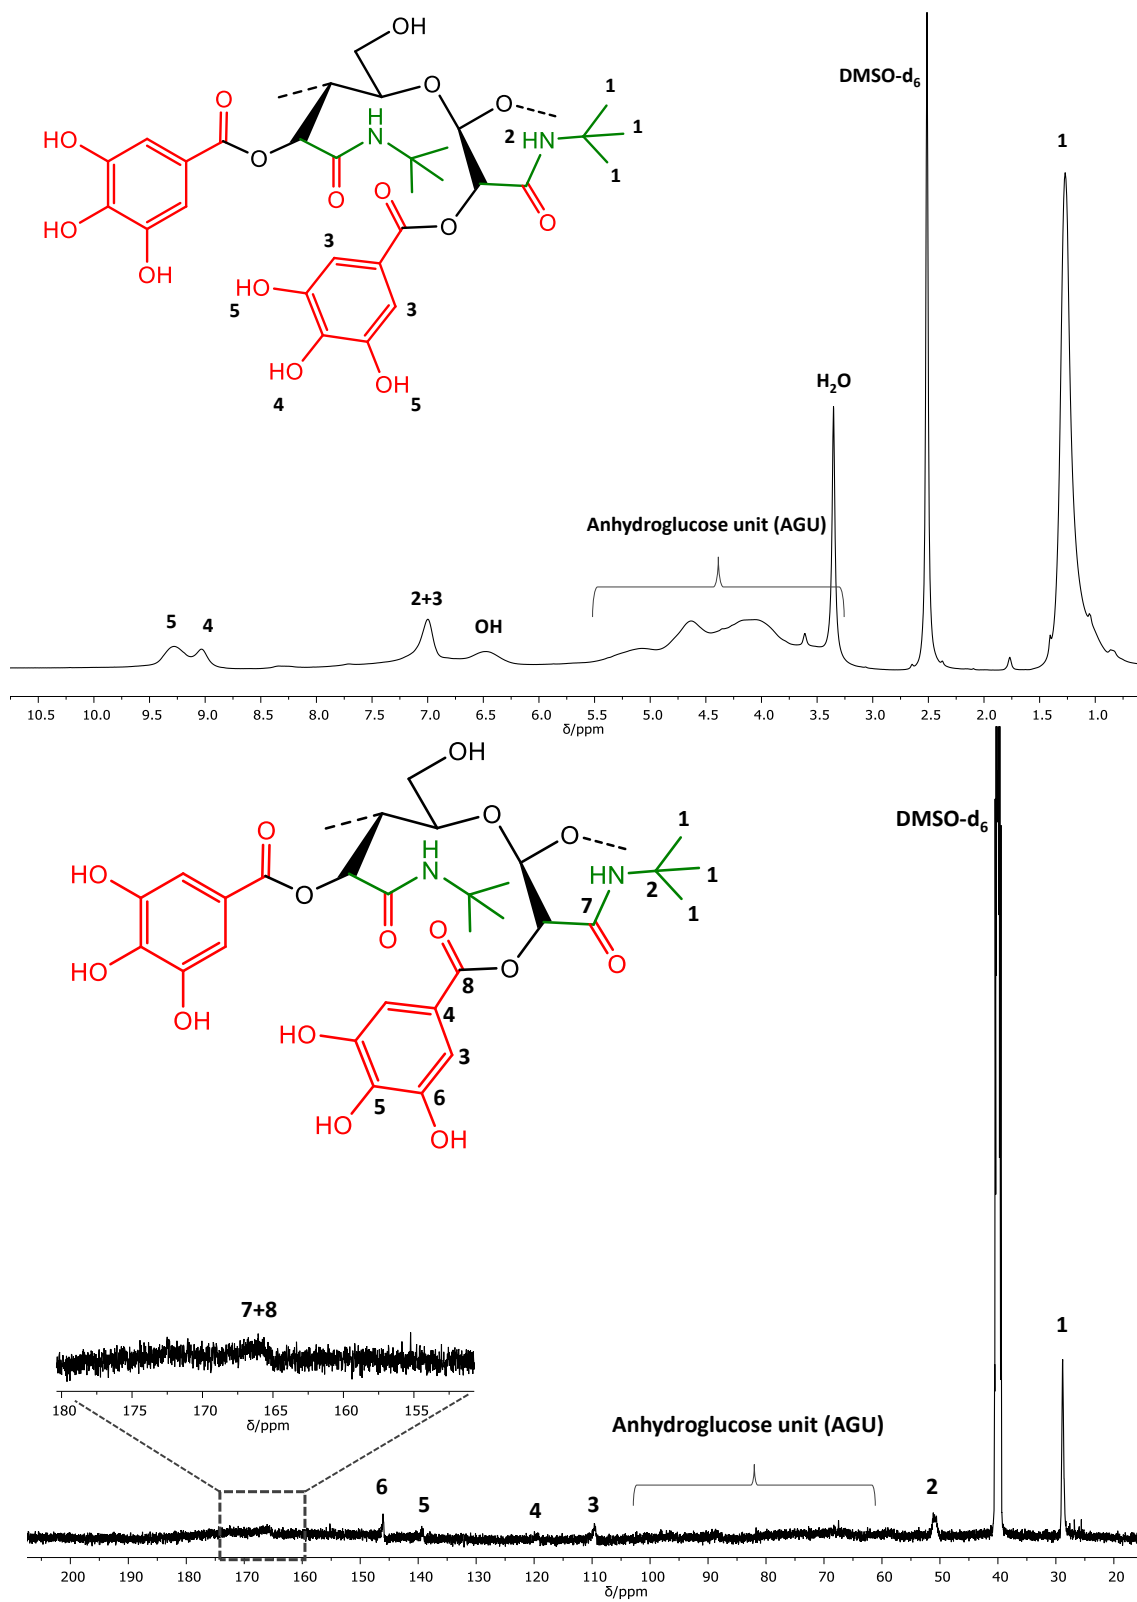 OH
DMSO-d6
O
O
O
1
H
N
2
HN
1
1
1
HO
O
O
O
O
HO
O
3
OH
HO
5
3
HO
OH
4
5
H2O
Anhydroglucose unit (AGU)
5
4
2+3
OH
10.5 10.0 9.5 9.0 8.5 8.0 7.5 7.0 6.5 6.0 5.5 5.0 4.5 4.0 3.5 3.0 2.5 2.0 1.5 1.0
δ/ppm
OH
DMSO-d6
O
O
O
1
H
N
HN
2
1
1
HO
7
O
O
O
O
HO
O
8
OH
4
HO
3
5
6
HO
OH
7+8
1
180 175 170 165 160 155
δ/ppm
Anhydroglucose unit (AGU)
6
5
4
3
2
200 190 180 170 160 150 140 130 120 110 100 90 80 70 60 50 40 30 20
δ/ppm